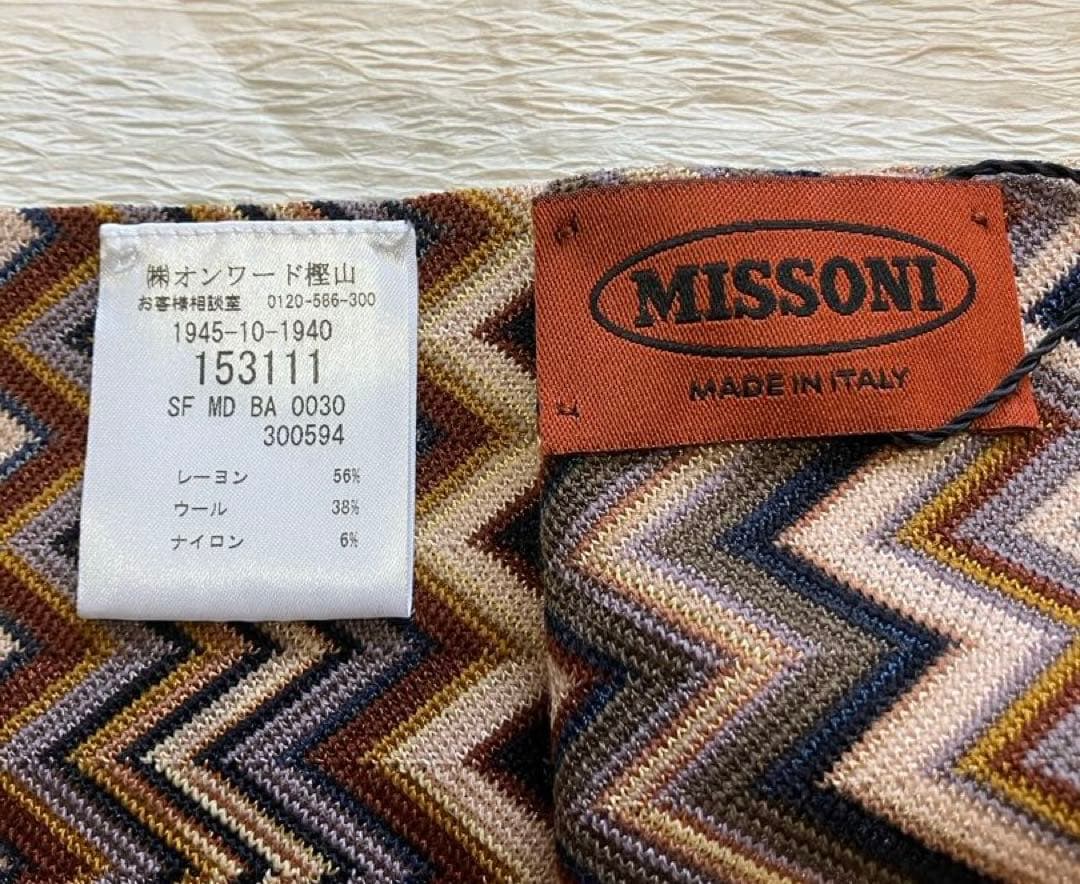 ㈱オンワード樫山
お客様相談室 0120-586-300
1945-10-1940
153111
SF MD BA 0030
300594
レーヨン 56%
ウール 38%
ナイロン 6%
MISSONI
MADE IN ITALY